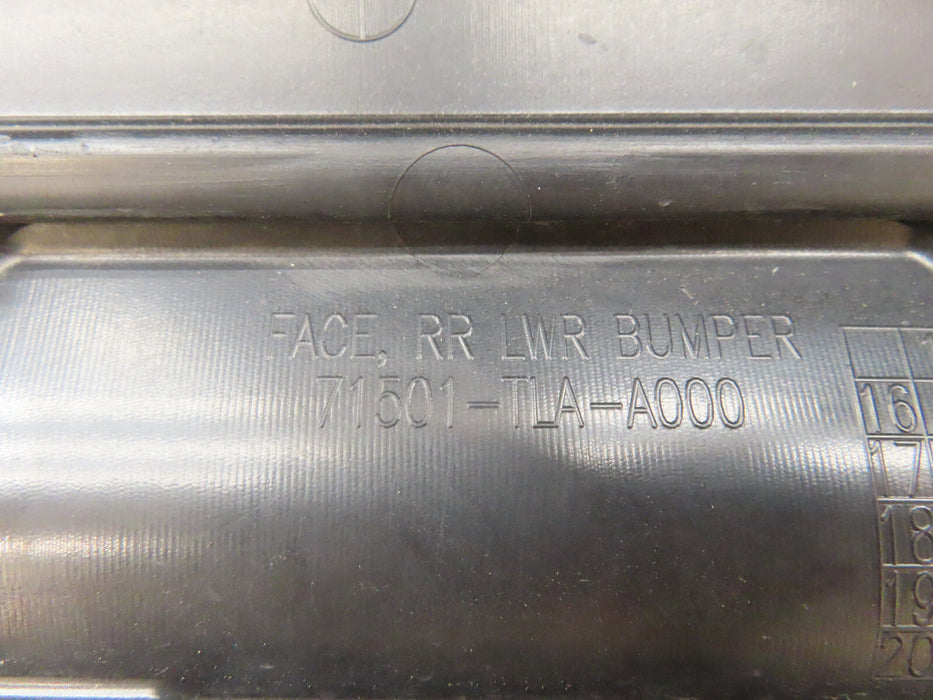 FACE, RR LWR BUMPER
71501-TLA-A000
16
17
18
19
20